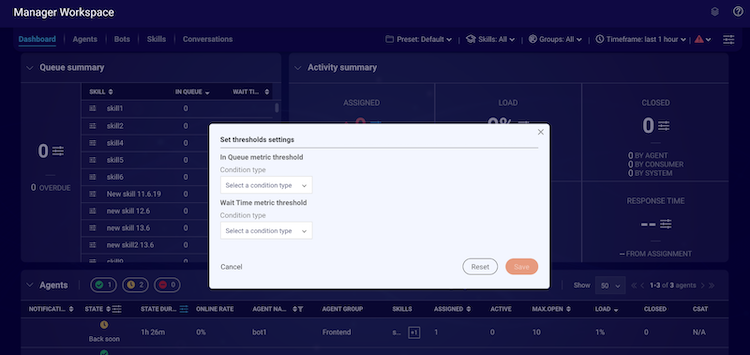 Manager Workspace
Dashboard Agents Bots Skills Conversations Preset: Default Skills: All Groups: All Timeframe: last 1 hour
Queue summary
SKILL IN QUEUE WAIT TI...
skill1 0
skill2 0
skill4 0
skill5 0
skill6 0
New skill 11.6.19 0
new skill 12.6 0
new skill 13.6 0
new skill2 13.6 0
0
0 OVERDUE
Activity summary
ASSIGNED LOAD CLOSED
0
0 BY AGENT
0 BY CONSUMER
0 BY SYSTEM
RESPONSE TIME
--
-- FROM ASSIGNMENT
Set thresholds settings
In Queue metric threshold
Condition type
Select a condition type
Wait Time metric threshold
Condition type
Select a condition type
Cancel Reset Save
Agents 1 2 0 Show 50 1-3 of 3 agents
NOTIFICATI... STATE STATE DUR... ONLINE RATE AGENT NA... AGENT GROUP SKILLS ASSIGNED ACTIVE MAX.OPEN LOAD CLOSED CSAT
Back soon 1h 26m 0% bot1 Frontend s... +1 1 0 10 1% 0 N/A